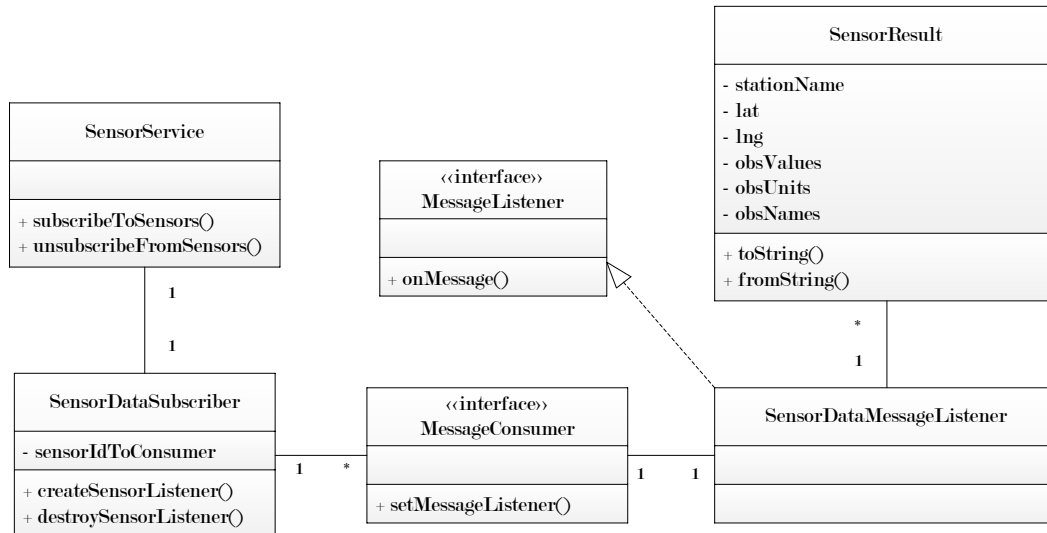 SensorResult
- stationName
- lat
- lng
- obsValues
- obsUnits
- obsNames
+ toString()
+ fromString()
SensorService
+ subscribeToSensors()
+ unsubscribeFromSensors()
‹‹interface››
MessageListener
+ onMessage()
1
1
*
1
SensorDataSubscriber
- sensorIdToConsumer
+ createSensorListener()
+ destroySensorListener()
1
*
‹‹interface››
MessageConsumer
+ setMessageListener()
1
1
SensorDataMessageListener